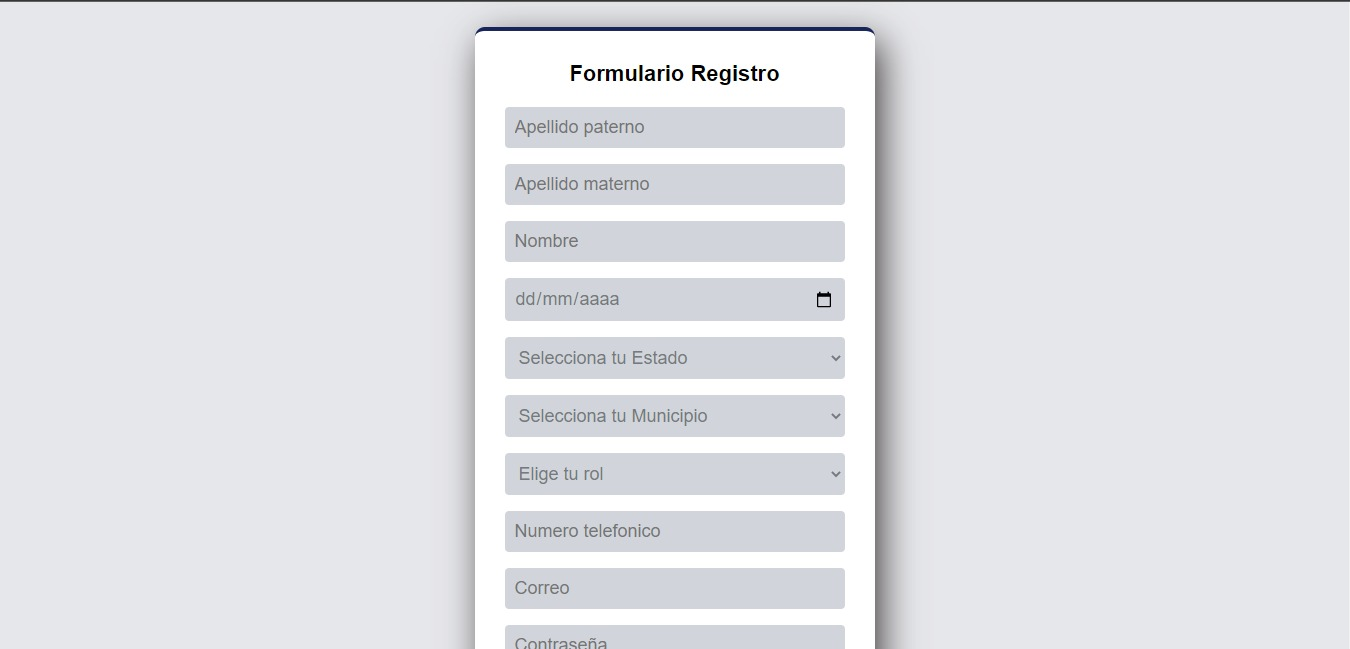 Formulario Registro
Apellido paterno
Apellido materno
Nombre
dd/mm/aaaa
Selecciona tu Estado
Selecciona tu Municipio
Elige tu rol
Numero telefonico
Correo
Contraseña